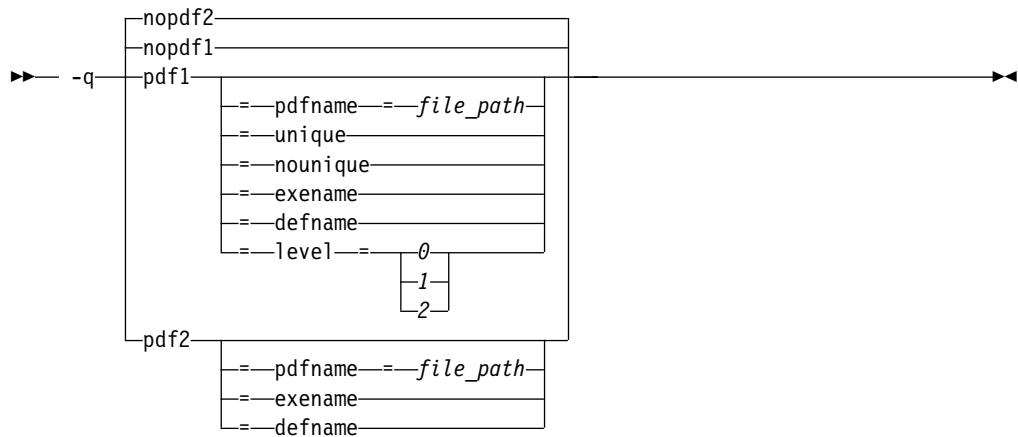 nopdf2
nopdf1
-q pdf1
= pdfname = file_path
= unique
= nounique
= exename
= defname
= level = 0
1
2
pdf2
= pdfname = file_path
= exename
= defname